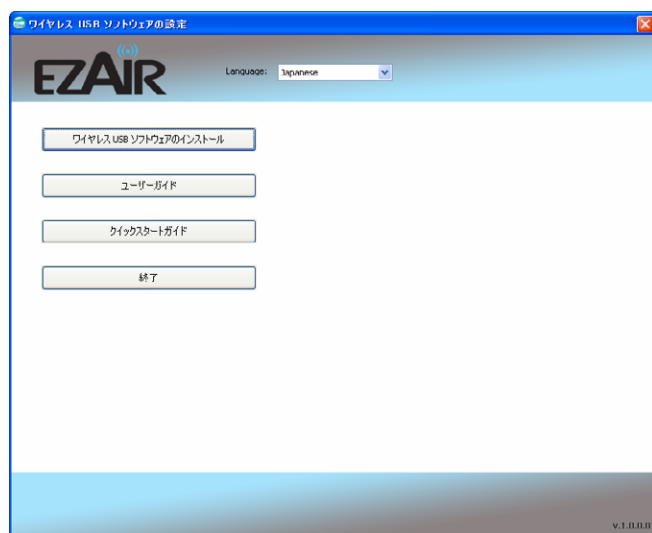 ワイヤレス USB ソフトウェアの設定
EZAIR
Language: Japanese
ワイヤレス USB ソフトウェアのインストール
ユーザーガイド
クイックスタートガイド
終了
v.1.0.0.0